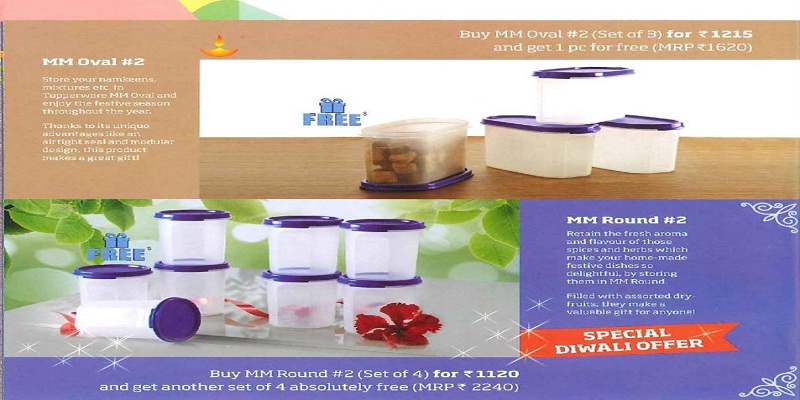 Buy MM Oval #2 (Set of 3) for ₹1215
and get 1 pc for free (MRP ₹1620)
MM Oval #2
Store your namkeens,
mixtures etc. in
Tupperware MM Oval and
enjoy the festive season
throughout the year.
Thanks to its unique
advantages like an
airtight seal and modular
design, this product
makes a great gift!
FREE*
FREE*
MM Round #2
Retain the fresh aroma
and flavour of those
spices and herbs which
make your home-made
festive dishes so
delightful, by storing
them in MM Round.
Filled with assorted dry-
fruits, they make a
valuable gift for anyone!
SPECIAL
DIWALI OFFER
Buy MM Round #2 (Set of 4) for ₹1120
and get another set of 4 absolutely free (MRP ₹ 2240)